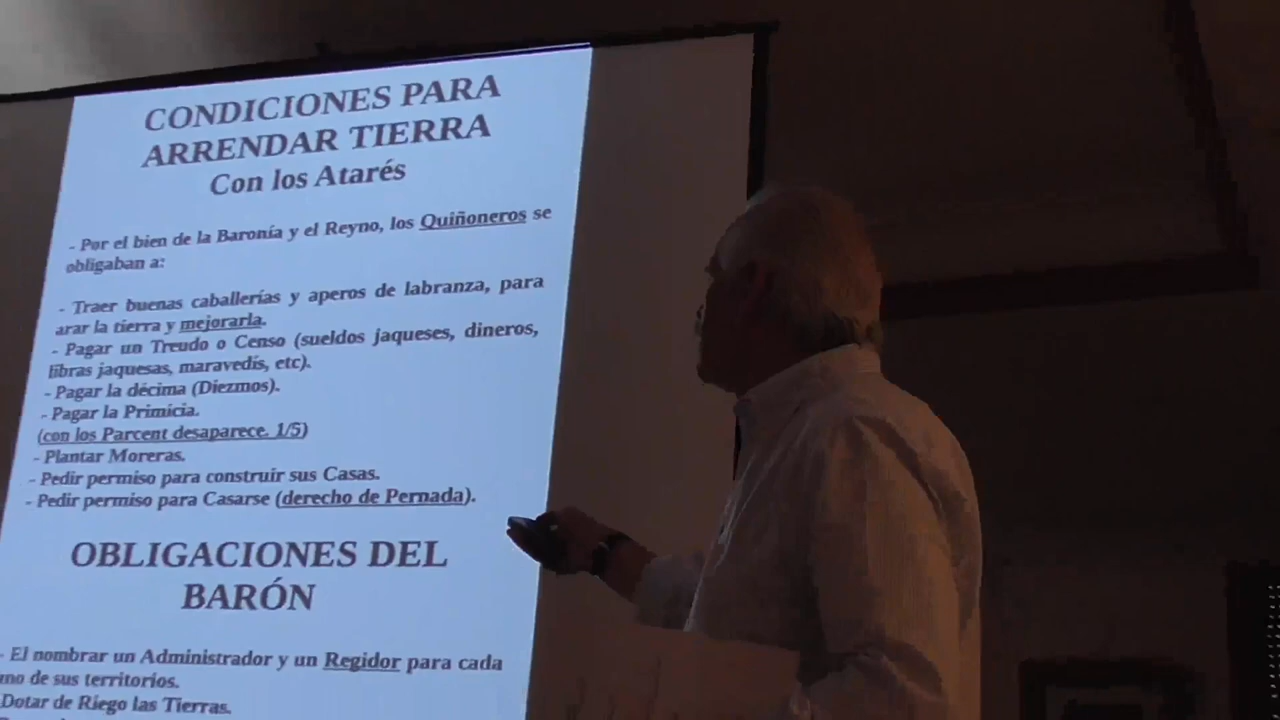 CONDICIONES PARA
ARRENDAR TIERRA
Con los Atarés
- Por el bien de la Baronía y el Reyno, los Quiñoneros se
obligaban a:
- Traer buenas caballerías y aperos de labranza, para
arar la tierra y mejorarla.
- Pagar un Treudo o Censo (sueldos jaqueses, dineros,
libras jaquesas, maravedís, etc).
- Pagar la décima (Diezmos).
- Pagar la Primicia.
(con los Parcent desaparece. 1/5)
- Plantar Moreras.
- Pedir permiso para construir sus Casas.
- Pedir permiso para Casarse (derecho de Pernada).
OBLIGACIONES DEL
BARÓN
- El nombrar un Administrador y un Regidor para cada
uno de sus territorios.
Dotar de Riego las Tierras.